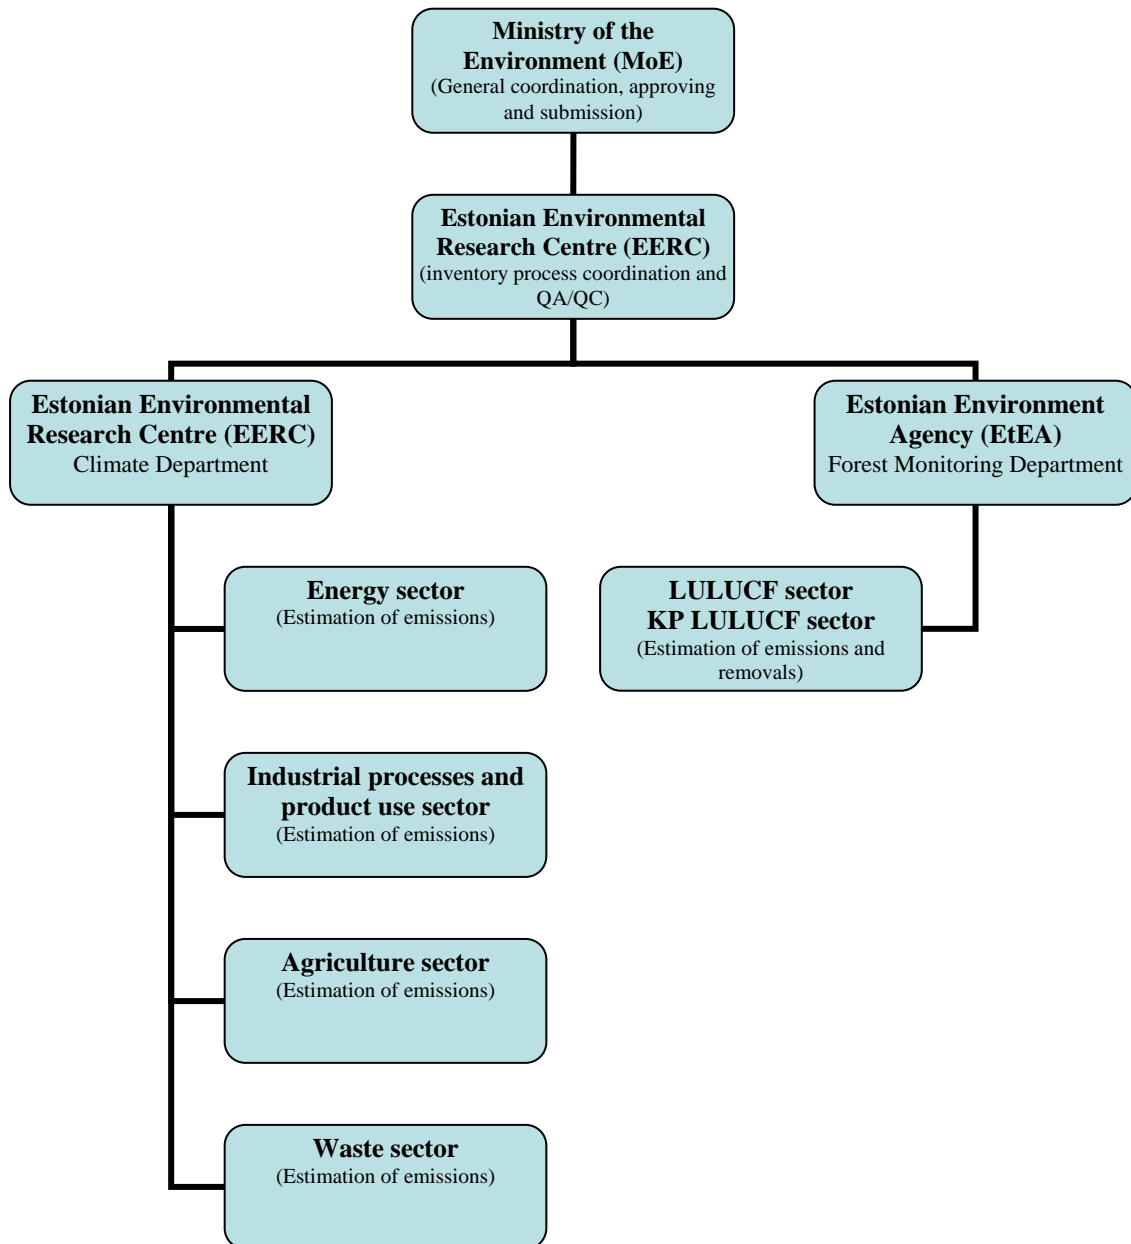 Ministry of the
Environment (MoE)
(General coordination, approving
and submission)
Estonian Environmental
Research Centre (EERC)
(inventory process coordination and
QA/QC)
Estonian Environmental
Research Centre (EERC)
Climate Department
Estonian Environment
Agency (EtEA)
Forest Monitoring Department
Energy sector
(Estimation of emissions)
LULUCF sector
KP LULUCF sector
(Estimation of emissions and
removals)
Industrial processes and
product use sector
(Estimation of emissions)
Agriculture sector
(Estimation of emissions)
Waste sector
(Estimation of emissions)